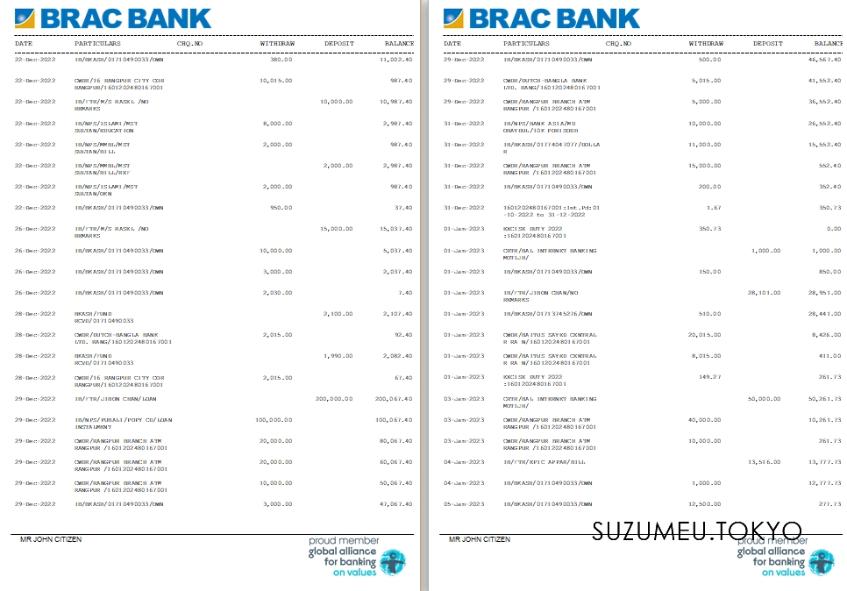 BRAC BANK
DATE PARTICULARS CHQ.NO WITHDRAW DEPOSIT BALANCE
22-Dec-2022 IB/BKASH/01710490033/OWN 380.00 11,002.40
22-Dec-2022 CWDR/16 RANGPUR CITY COR 10,015.00 987.40
RANGPUR/1601202480167001
22-Dec-2022 IB/FTR/M/S /NO 10,000.00 10,987.40
REMARKS
22-Dec-2022 IB/NPS/ISLAMI/MST 8,000.00 2,987.40
SULTAN/EDUCATION
22-Dec-2022 IB/NPS/MMBL/MST 2,000.00 987.40
SULTAN/BILL
22-Dec-2022 IB/NPS/MMBL/MST 2,000.00 2,987.40
SULTAN/BILL/REF
22-Dec-2022 IB/NPS/ISLAMI/MST 2,000.00 987.40
SULTAN/OWN
22-Dec-2022 IB/BKASH/01710490033/OWN 950.00 37.40
26-Dec-2022 IB/FTR/M/S /NO 15,000.00 15,037.40
REMARKS
26-Dec-2022 IB/BKASH/01710490033/OWN 10,000.00 5,037.40
26-Dec-2022 IB/BKASH/01710490033/OWN 3,000.00 2,037.40
26-Dec-2022 IB/BKASH/01710490033/OWN 2,030.00 7.40
28-Dec-2022 BKASH/FUND 2,100.00 2,107.40
RCVD/01710490033
28-Dec-2022 CWDR/DUTCH-BANGLA BANK 2,015.00 92.40
LTD. BANG/1601202480167001
28-Dec-2022 BKASH/FUND 1,990.00 2,082.40
RCVD/01710490033
28-Dec-2022 CWDR/16 RANGPUR CITY COR 2,015.00 67.40
RANGPUR/1601202480167001
29-Dec-2022 IB/FTR/JIBON CHAN/LOAN 200,000.00 200,067.40
29-Dec-2022 IB/NPS/PUBALI/POPY CO/LOAN 100,000.00 100,067.40
INSTALMENT
29-Dec-2022 CWDR/RANGPUR BRANCH ATM 20,000.00 80,067.40
RANGPUR /1601202480167001
29-Dec-2022 CWDR/RANGPUR BRANCH ATM 20,000.00 60,067.40
RANGPUR /1601202480167001
29-Dec-2022 CWDR/RANGPUR BRANCH ATM 10,000.00 50,067.40
RANGPUR /1601202480167001
29-Dec-2022 IB/BKASH/01710490033/OWN 3,000.00 47,067.40
MR JOHN CITIZEN
proud member
global alliance
for banking
on values
BRAC BANK
DATE PARTICULARS CHQ.NO WITHDRAW DEPOSIT BALANCE
29-Dec-2022 IB/BKASH/01710490033/OWN 500.00 46,567.40
29-Dec-2022 CWDR/DUTCH-BANGLA BANK 5,015.00 41,552.40
LTD. BANG/1601202480167001
29-Dec-2022 CWDR/RANGPUR BRANCH ATM 5,000.00 36,552.40
RANGPUR /1601202480167001
31-Dec-2022 IB/NPS/BANK ASIA/MD 10,000.00 26,552.40
31-Dec-2022 IB/BKASH/01774047077/DOLLA 11,000.00 15,552.40
R
31-Dec-2022 CWDR/RANGPUR BRANCH ATM 15,000.00 552.40
RANGPUR /1601202480167001
31-Dec-2022 IB/BKASH/01710490033/OWN 200.00 352.40
31-Dec-2022 1601202480167001:Int.Pd:01 1.67 350.73
-10-2022 to 31-12-2022
01-Jan-2023 EXCISE DUTY 2022 350.73 0.00
:1601202480167001
01-Jan-2023 CRTR/BAL INTERNET BANKING 1,000.00 1,000.00
MOTIJH/
01-Jan-2023 IB/BKASH/01710490033/OWN 150.00 850.00
01-Jan-2023 IB/FTR/JIBON CHAN/NO 28,101.00 28,951.00
REMARKS
01-Jan-2023 IB/BKASH/01713745276/OWN 510.00 28,441.00
01-Jan-2023 CWDR/BAITUS SAYED CENTRAL 20,015.00 8,426.00
R RA N/1601202480167001
01-Jan-2023 CWDR/BAITUS SAYED CENTRAL 8,015.00 411.00
R RA N/1601202480167001
01-Jan-2023 EXCISE DUTY 2022 149.27 261.73
:1601202480167001
03-Jan-2023 CRTR/BAL INTERNET BANKING 50,000.00 50,261.73
MOTIJH/
03-Jan-2023 CWDR/RANGPUR BRANCH ATM 40,000.00 10,261.73
RANGPUR /1601202480167001
03-Jan-2023 CWDR/RANGPUR BRANCH ATM 10,000.00 261.73
RANGPUR /1601202480167001
04-Jan-2023 IB/FTR/EPIC APPAR/BILL 13,516.00 13,777.73
04-Jan-2023 IB/BKASH/01710490033/OWN 1,000.00 12,777.73
05-Jan-2023 IB/BKASH/01710490033/OWN 12,500.00 277.73
MR JOHN CITIZEN
SUZUMEU.TOKYO
proud member
global alliance
for banking
on values